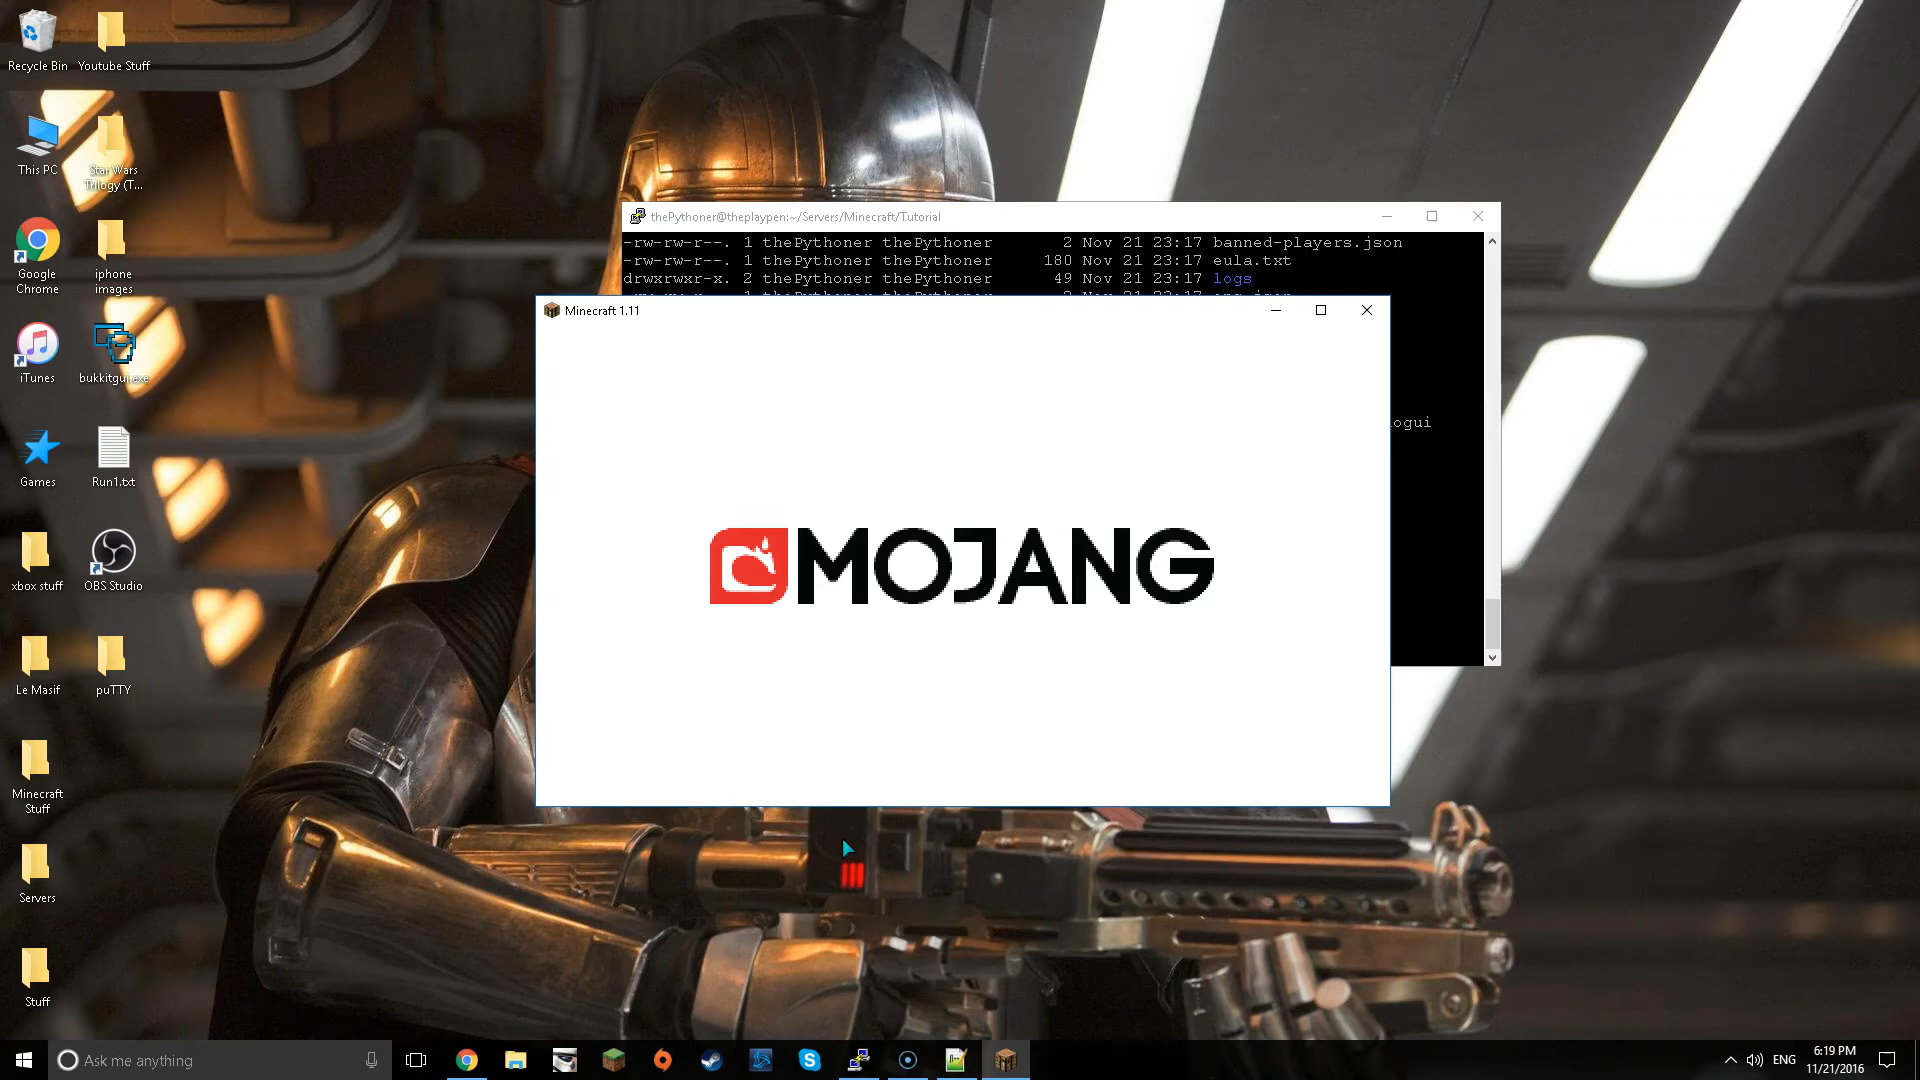 Recycle Bin
Youtube Stuff
This PC
Star Wars
Trilogy (T...
Google
Chrome
iphone
images
iTunes
bukkitgui.exe
Games
Run1.txt
xbox stuff
OBS Studio
Le Masif
puTTY
Minecraft
Stuff
Servers
Stuff
thePythoner@theplaypen:~/Servers/Minecraft/Tutorial
-rw-rw-r--. 1 thePythoner thePythoner 2 Nov 21 23:17 banned-players.json
-rw-rw-r--. 1 thePythoner thePythoner 180 Nov 21 23:17 eula.txt
drwxrwxr-x. 2 thePythoner thePythoner 49 Nov 21 23:17 logs
ogui
Minecraft 1.11
MOJANG
Ask me anything
ENG
6:19 PM
11/21/2016